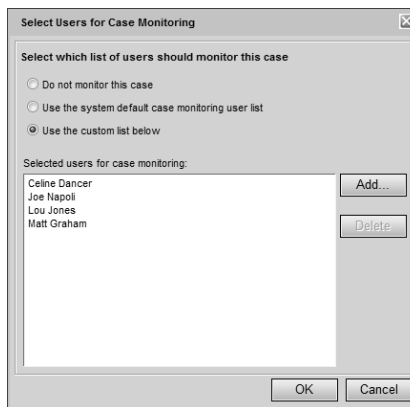 Select Users for Case Monitoring
Select which list of users should monitor this case
Do not monitor this case
Use the system default case monitoring user list
Use the custom list below
Selected users for case monitoring:
Celine Dancer
Joe Napoli
Lou Jones
Matt Graham
Add...
Delete
OK
Cancel